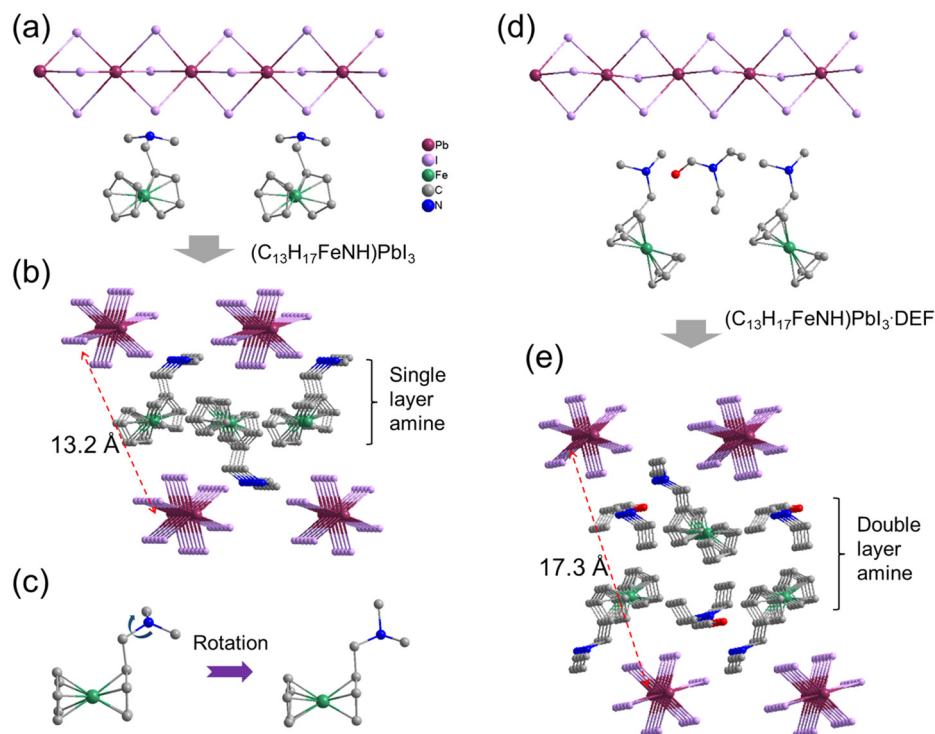 (a)
Pb
I
Fe
C
N
(C₁₃H₁₇FeNH)PbI₃
(b)
Single
layer
amine
13.2 Å
(c)
Rotation
(d)
(C₁₃H₁₇FeNH)PbI₃·DEF
(e)
Double
layer
amine
17.3 Å